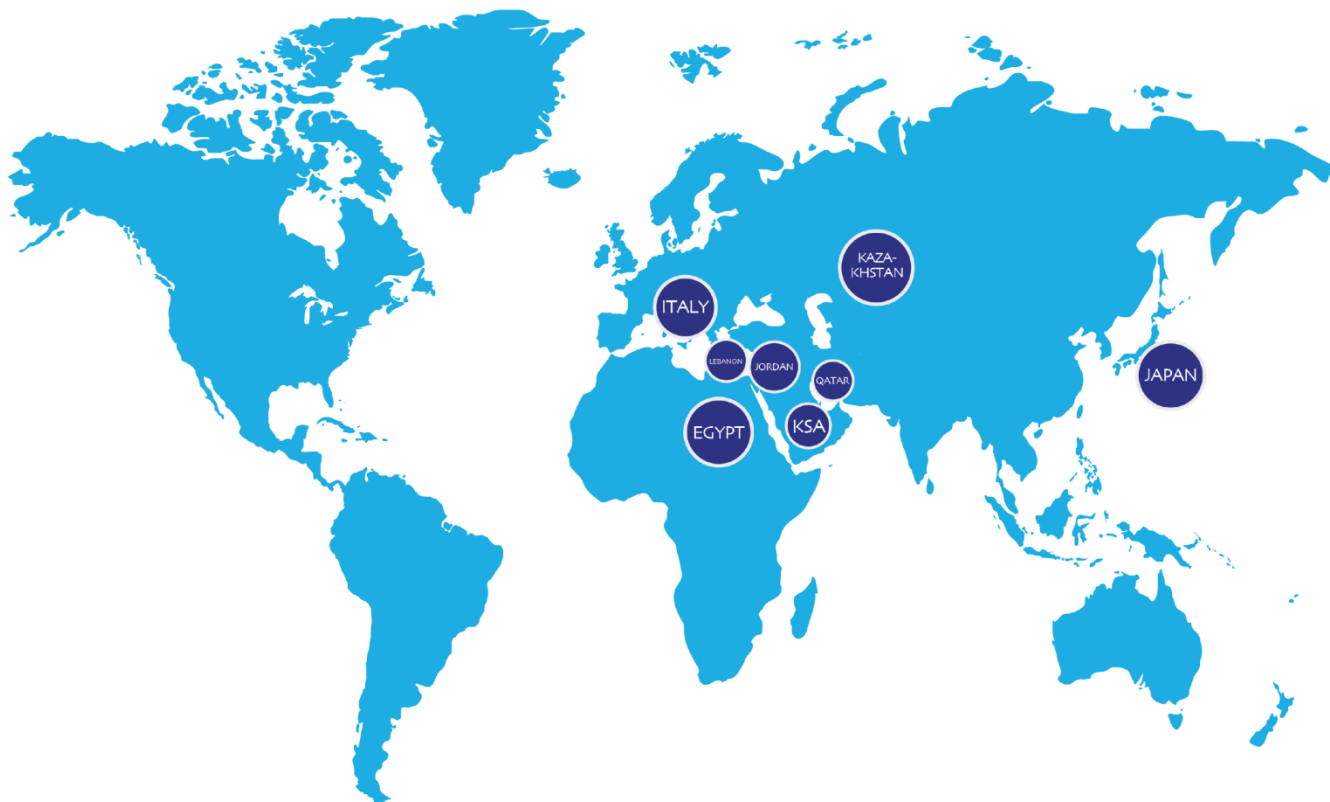 KAZA-
KHSTAN
ITALY
LEBANON
JORDAN
QATAR
JAPAN
EGYPT
KSA